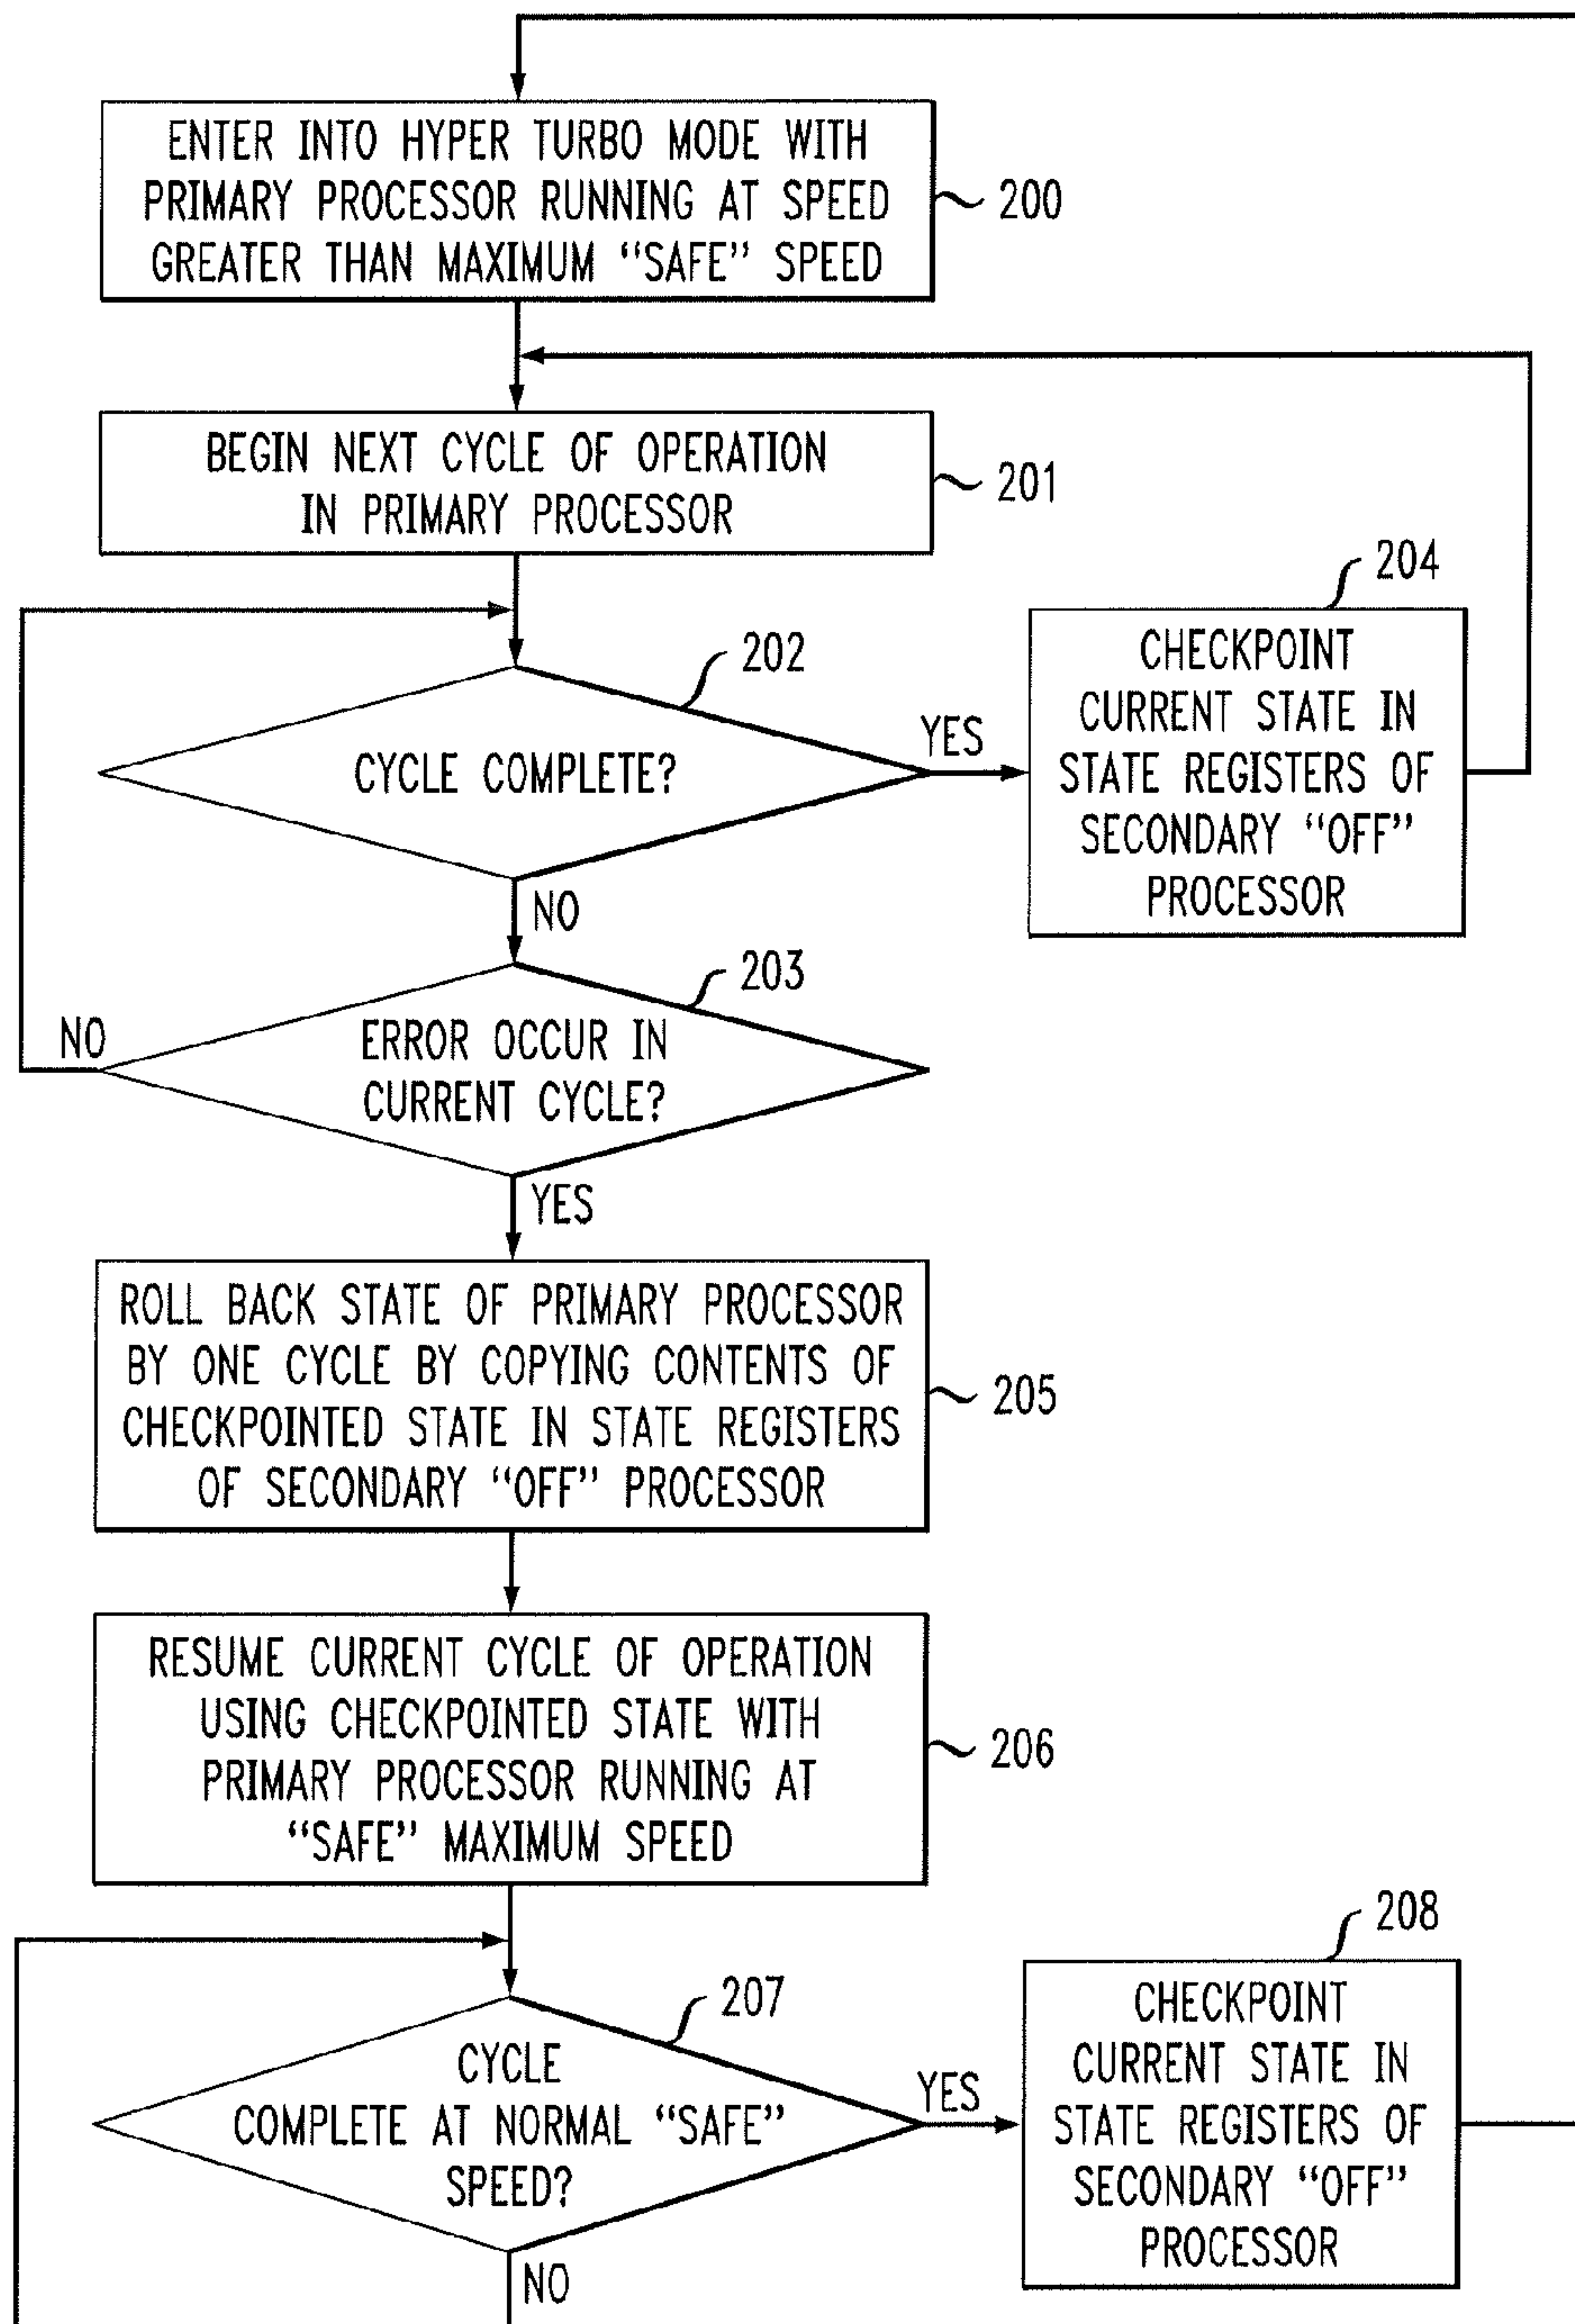 ENTER INTO HYPER TURBO MODE WITH
PRIMARY PROCESSOR RUNNING AT SPEED
GREATER THAN MAXIMUM “SAFE” SPEED
200
BEGIN NEXT CYCLE OF OPERATION
IN PRIMARY PROCESSOR
201
202
CYCLE COMPLETE?
YES
204
CHECKPOINT
CURRENT STATE IN
STATE REGISTERS OF
SECONDARY “OFF”
PROCESSOR
NO
203
ERROR OCCUR IN
CURRENT CYCLE?
NO
YES
ROLL BACK STATE OF PRIMARY PROCESSOR
BY ONE CYCLE BY COPYING CONTENTS OF
CHECKPOINTED STATE IN STATE REGISTERS
OF SECONDARY “OFF” PROCESSOR
205
RESUME CURRENT CYCLE OF OPERATION
USING CHECKPOINTED STATE WITH
PRIMARY PROCESSOR RUNNING AT
“SAFE” MAXIMUM SPEED
206
207
CYCLE
COMPLETE AT NORMAL “SAFE”
SPEED?
YES
208
CHECKPOINT
CURRENT STATE IN
STATE REGISTERS OF
SECONDARY “OFF”
PROCESSOR
NO